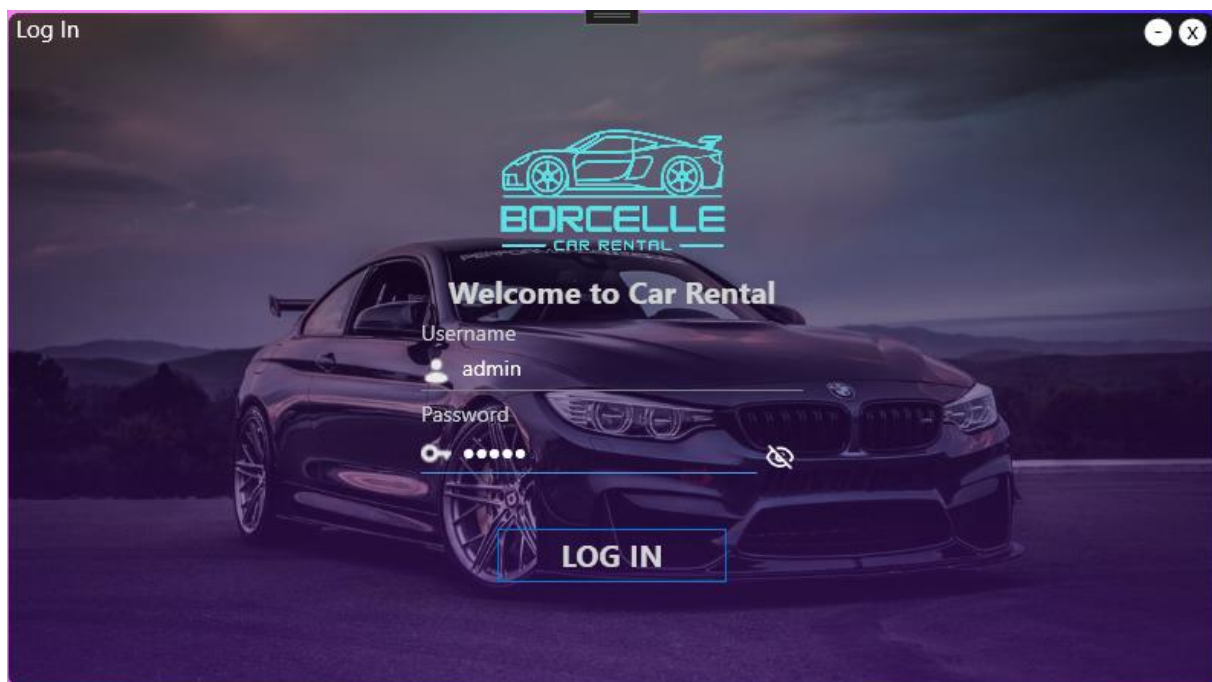 Log In
- X
BORCELLE
CAR RENTAL
Welcome to Car Rental
Username
admin
Password
•••••
LOG IN